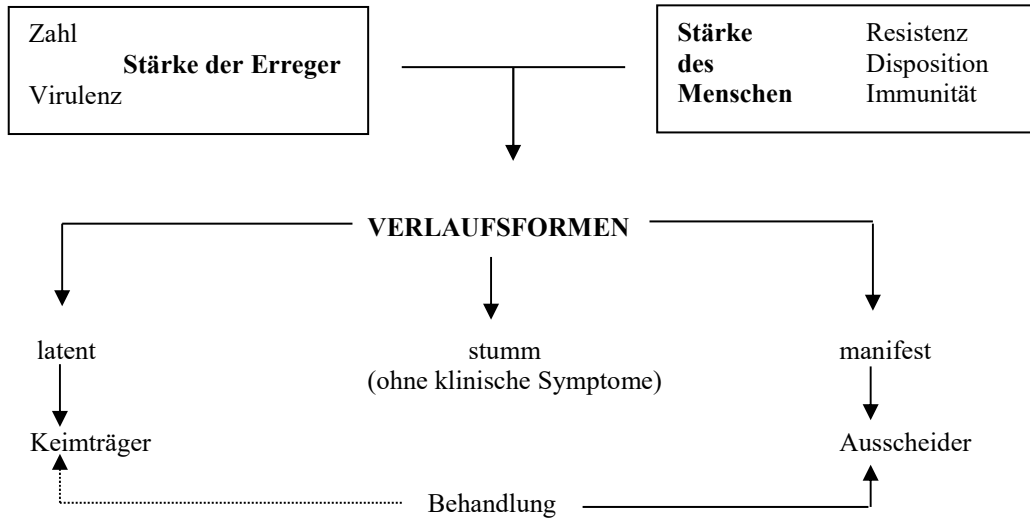 Zahl
Stärke der Erreger
Virulenz
Stärke Resistenz
des Disposition
Menschen Immunität
VERLAUFSFORMEN
latent
stumm
(ohne klinische Symptome)
manifest
Keimträger
Ausscheider
Behandlung